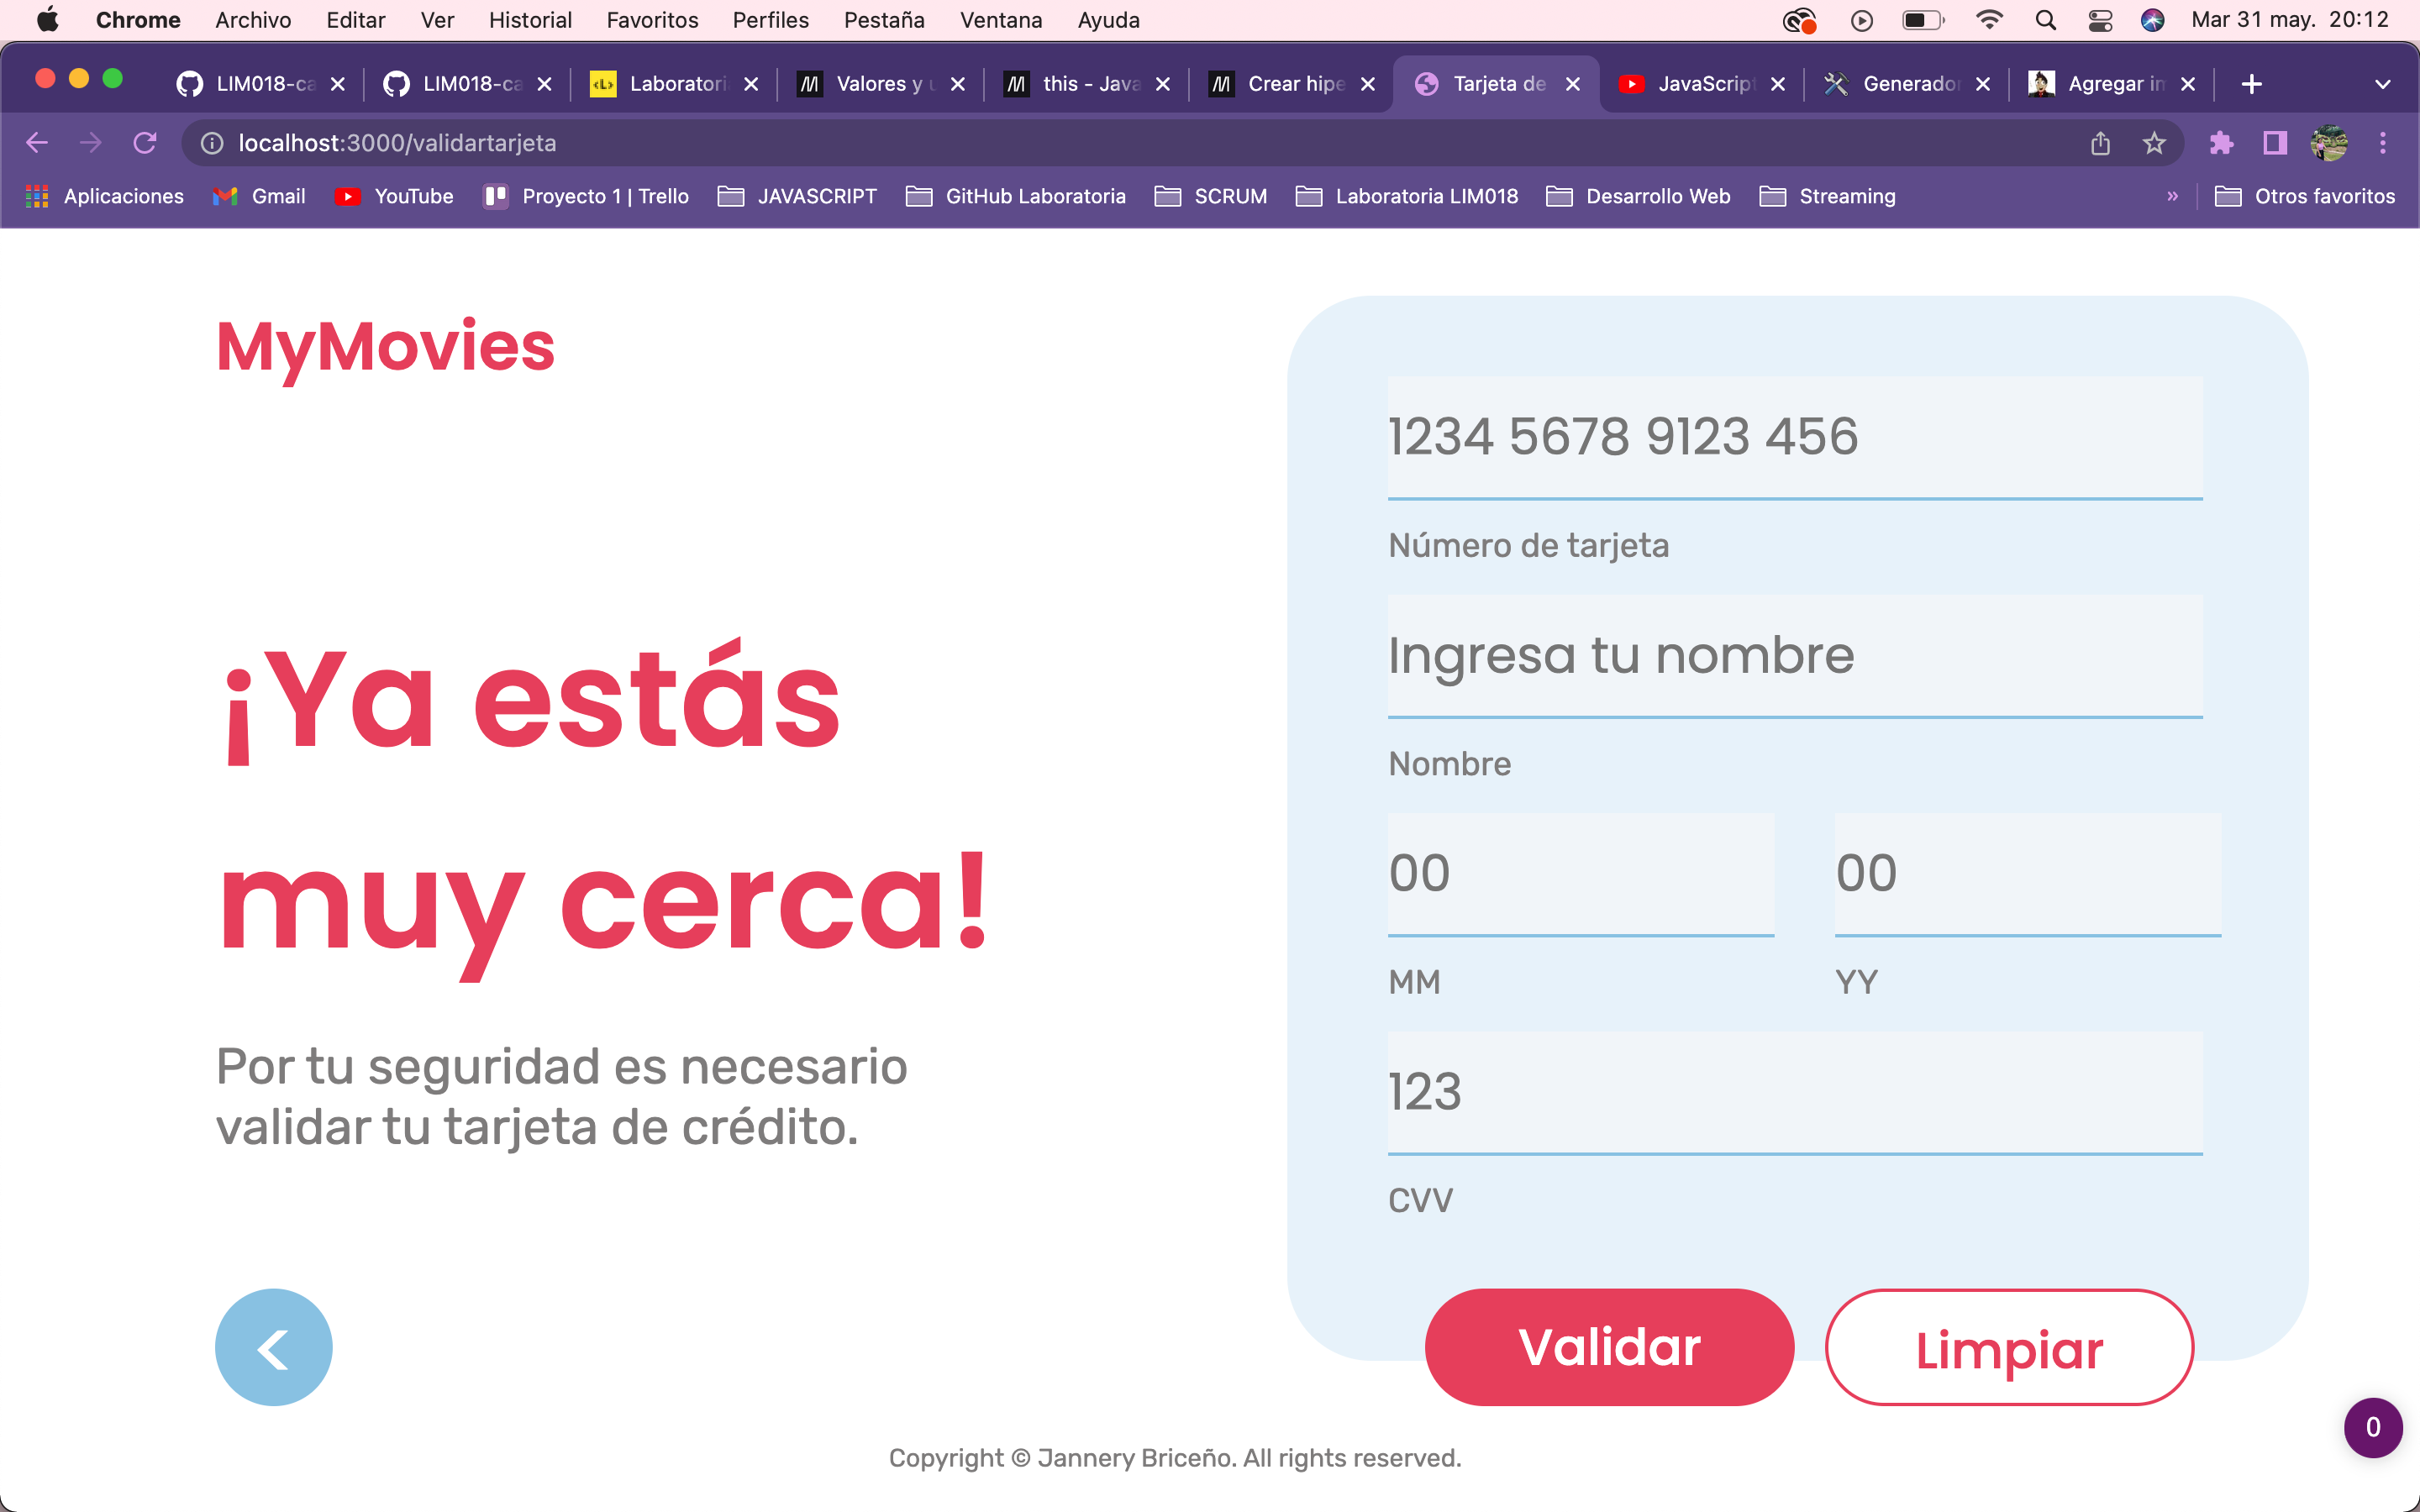 Chrome Archivo Editar Ver Historial Favoritos Perfiles Pestaña Ventana Ayuda Mar 31 may. 20:12
LIM018-ca LIM018-ca Laboratori Valores y u this - Java Crear hipe Tarjeta de JavaScript Generador Agregar im
localhost:3000/validartarjeta
Aplicaciones Gmail YouTube Proyecto 1 | Trello JAVASCRIPT GitHub Laboratoria SCRUM Laboratoria LIM018 Desarrollo Web Streaming » Otros favoritos
MyMovies
¡Ya estás
muy cerca!
Por tu seguridad es necesario
validar tu tarjeta de crédito.
<
1234 5678 9123 456
Número de tarjeta
Ingresa tu nombre
Nombre
00 00
MM YY
123
CVV
Validar Limpiar
0
Copyright © Jannery Briceño. All rights reserved.